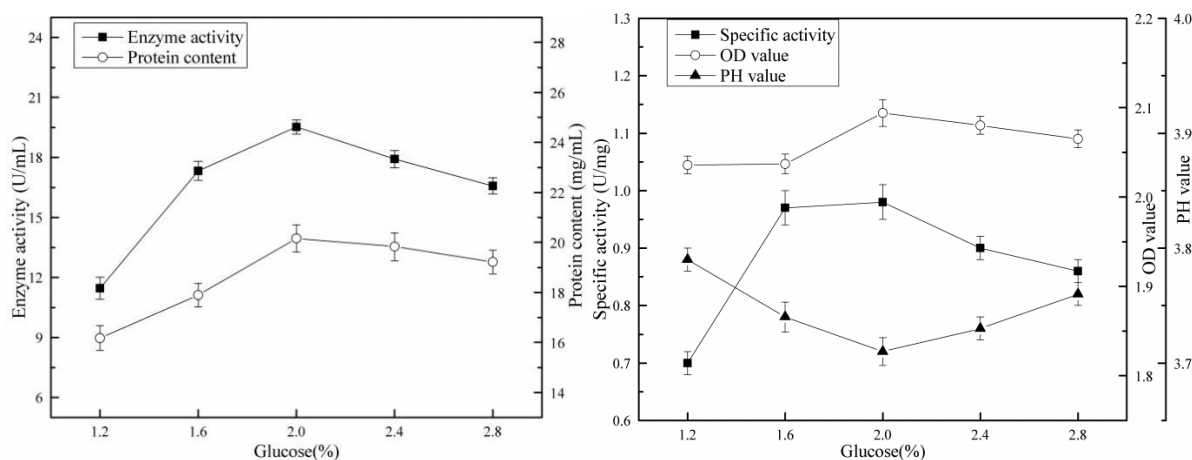 Enzyme activity
Protein content
Enzyme activity (U/mL)
24
21
18
15
12
9
6
Protein content (mg/mL)
28
26
24
22
20
18
16
14
1.2 1.6 2.0 2.4 2.8
Glucose(%)
Specific activity
OD value
PH value
Specific activity (U/mg)
1.3
1.2
1.1
1.0
0.9
0.8
0.7
0.6
OD value
2.2
2.1
2.0
1.9
1.8
PH value
4.0
3.9
3.8
3.7
1.2 1.6 2.0 2.4 2.8
Glucose(%)